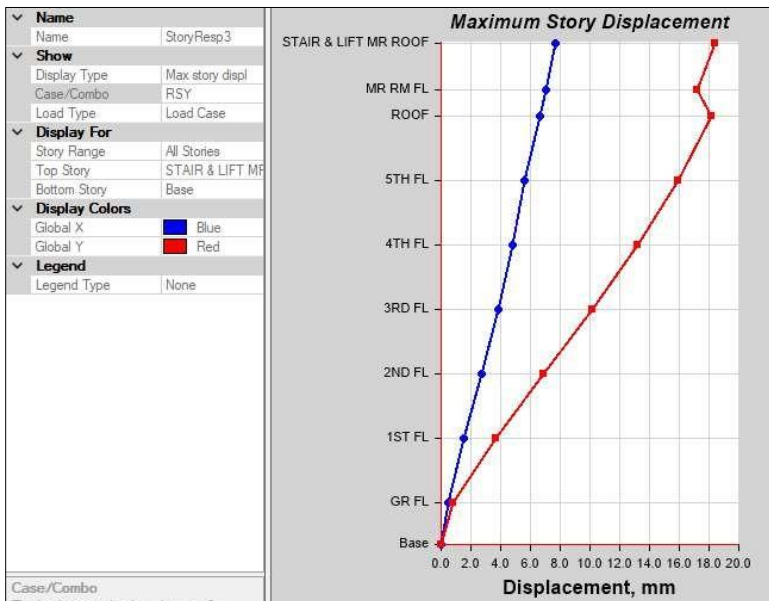 Name
Name StoryResp3
Show
Display Type Max story displ
Case/Combo RSY
Load Type Load Case
Display For
Story Range All Stories
Top Story STAIR & LIFT MF
Bottom Story Base
Display Colors
Global X Blue
Global Y Red
Legend
Legend Type None
Case/Combo
Maximum Story Displacement
STAIR & LIFT MR ROOF
MR RM FL
ROOF
5TH FL
4TH FL
3RD FL
2ND FL
1ST FL
GR FL
Base
0.0 2.0 4.0 6.0 8.0 10.0 12.0 14.0 16.0 18.0 20.0
Displacement, mm